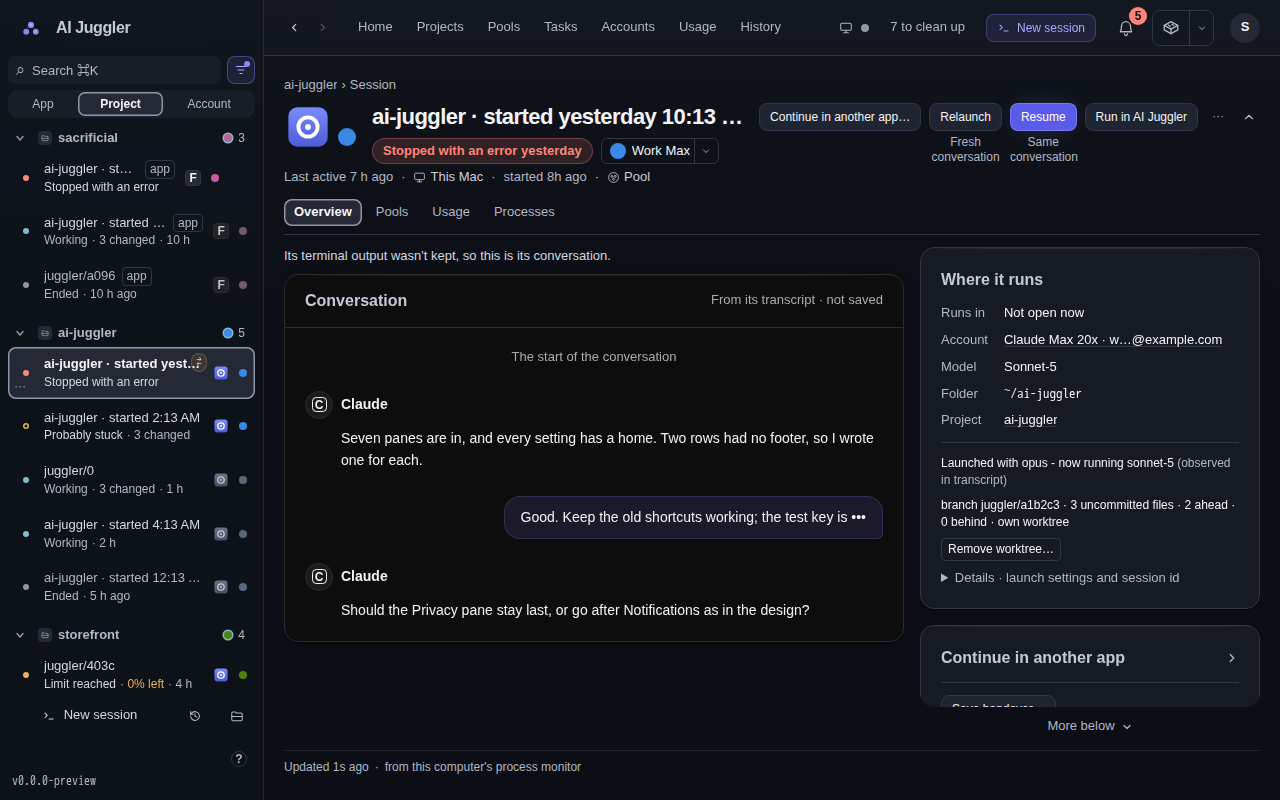 AI Juggler
Home Projects Pools Tasks Accounts Usage History
7 to clean up
New session
5
S
Search ⌘K
App Project Account
sacrificial 3
ai-juggler · st… app
Stopped with an error
F
ai-juggler · started … app
Working · 3 changed · 10 h
F
juggler/a096 app
Ended · 10 h ago
F
ai-juggler 5
ai-juggler · started yest…
Stopped with an error
ai-juggler · started 2:13 AM
Probably stuck · 3 changed
juggler/0
Working · 3 changed · 1 h
ai-juggler · started 4:13 AM
Working · 2 h
ai-juggler · started 12:13 …
Ended · 5 h ago
storefront 4
juggler/403c
Limit reached · 0% left · 4 h
New session
?
v0.0.0-preview
ai-juggler › Session
ai-juggler · started yesterday 10:13 …
Continue in another app… Relaunch Resume Run in AI Juggler ···
Fresh conversation
Same conversation
Stopped with an error yesterday
Work Max
Last active 7 h ago · This Mac · started 8h ago · Pool
Overview Pools Usage Processes
Its terminal output wasn't kept, so this is its conversation.
Conversation
From its transcript · not saved
The start of the conversation
C Claude
Seven panes are in, and every setting has a home. Two rows had no footer, so I wrote
one for each.
Good. Keep the old shortcuts working; the test key is •••
C Claude
Should the Privacy pane stay last, or go after Notifications as in the design?
Where it runs
Runs in Not open now
Account Claude Max 20x · w…@example.com
Model Sonnet-5
Folder ~/ai-juggler
Project ai-juggler
Launched with opus - now running sonnet-5 (observed
in transcript)
branch juggler/a1b2c3 · 3 uncommitted files · 2 ahead ·
0 behind · own worktree
Remove worktree…
Details · launch settings and session id
Continue in another app
More below
Updated 1s ago · from this computer's process monitor